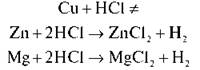 Cu + HCl ≠
Zn + 2HCl → ZnCl₂ + H₂
Mg + 2HCl → MgCl₂ + H₂